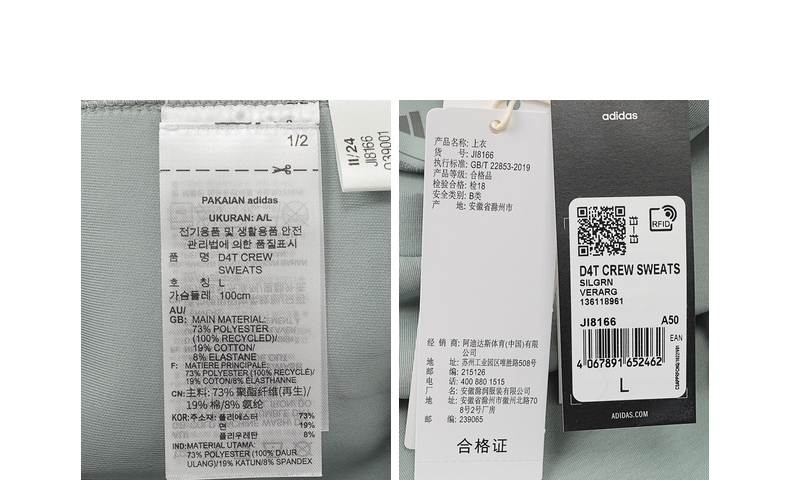 1/2
PAKAIAN adidas
UKURAN: A/L
전기용품 및 생활용품 안전
관리법에 의한 품질표시
품 명 D4T CREW
SWEATS
호 칭 L
가슴둘레 100cm
AU/
GB: MAIN MATERIAL:
73% POLYESTER
(100% RECYCLED)/
19% COTTON/
8% ELASTANE
F: MATIERE PRINCIPALE:
73% POLYESTER (100% RECYCLE)/
19% COTON/8% ELASTHANNE
CN: 主料: 73% 聚酯纤维(再生)/
19% 棉/8% 氨纶
KOR: 주소재: 폴리에스터 73%
면 19%
폴리우레탄 8%
IND: MATERIAL UTAMA:
73% POLYESTER (100% DAUR
ULANG)/19% KATUN/8% SPANDEX
11/24
JI8166
039001
产品名称: 上衣
货 号: JI8166
执行标准: GB/T 22853-2019
产品等级: 合格品
检验合格: 检18
安全类别: B类
产 地: 安徽省滁州市
经 销 商: 阿迪达斯体育(中国)有限
公司
地 址: 苏州工业园区唯胜路508号
邮 编: 215126
电 话: 400 880 1515
厂 名: 安徽滁润服装有限公司
地 址: 安徽省滁州市安徽北路70
8号2号厂房
邮 编: 239065
合格证
adidas
RFID
D4T CREW SWEATS
SILGRN
VERARG
136118961
JI8166 A50
EAN
4 067891 652462
L
ADIDAS.COM